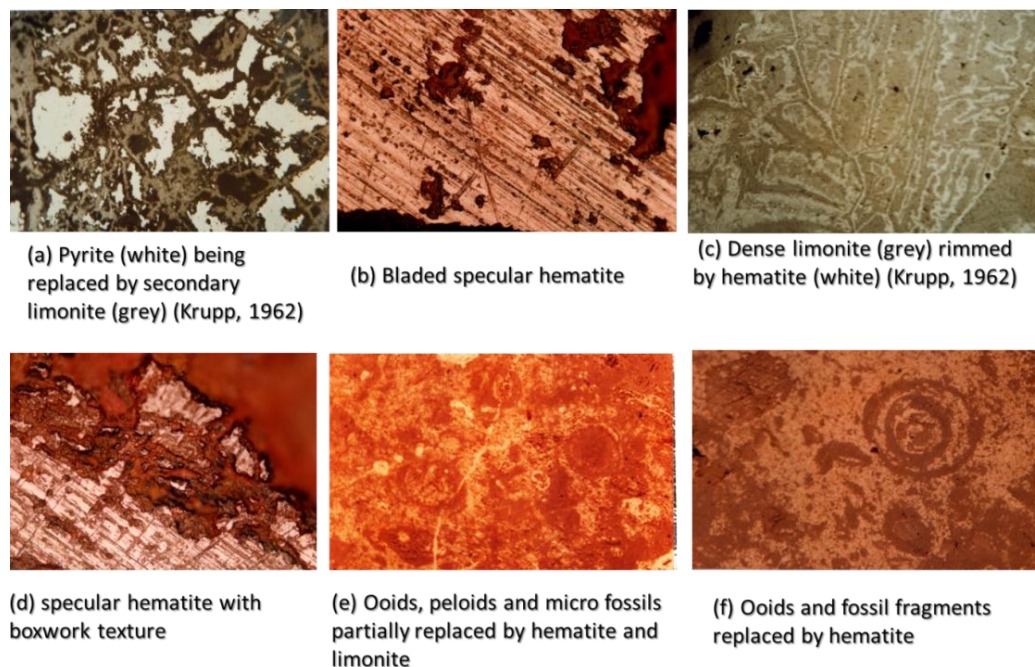 (a) Pyrite (white) being
replaced by secondary
limonite (grey) (Krupp, 1962)
(b) Bladed specular hematite
(c) Dense limonite (grey) rimmed
by hematite (white) (Krupp, 1962)
(d) specular hematite with
boxwork texture
(e) Ooids, peloids and micro fossils
partially replaced by hematite and
limonite
(f) Ooids and fossil fragments
replaced by hematite